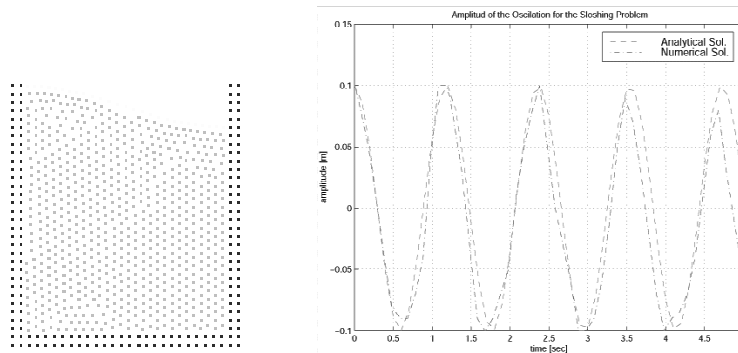 Amplitud of the Oscilation for the Sloshing Problem
0.15
Analytical Sol.
Numerical Sol.
0.1
0.05
0
−0.05
−0.1
amplitude [m]
0 0.5 1 1.5 2 2.5 3 3.5 4 4.5
time [sec]